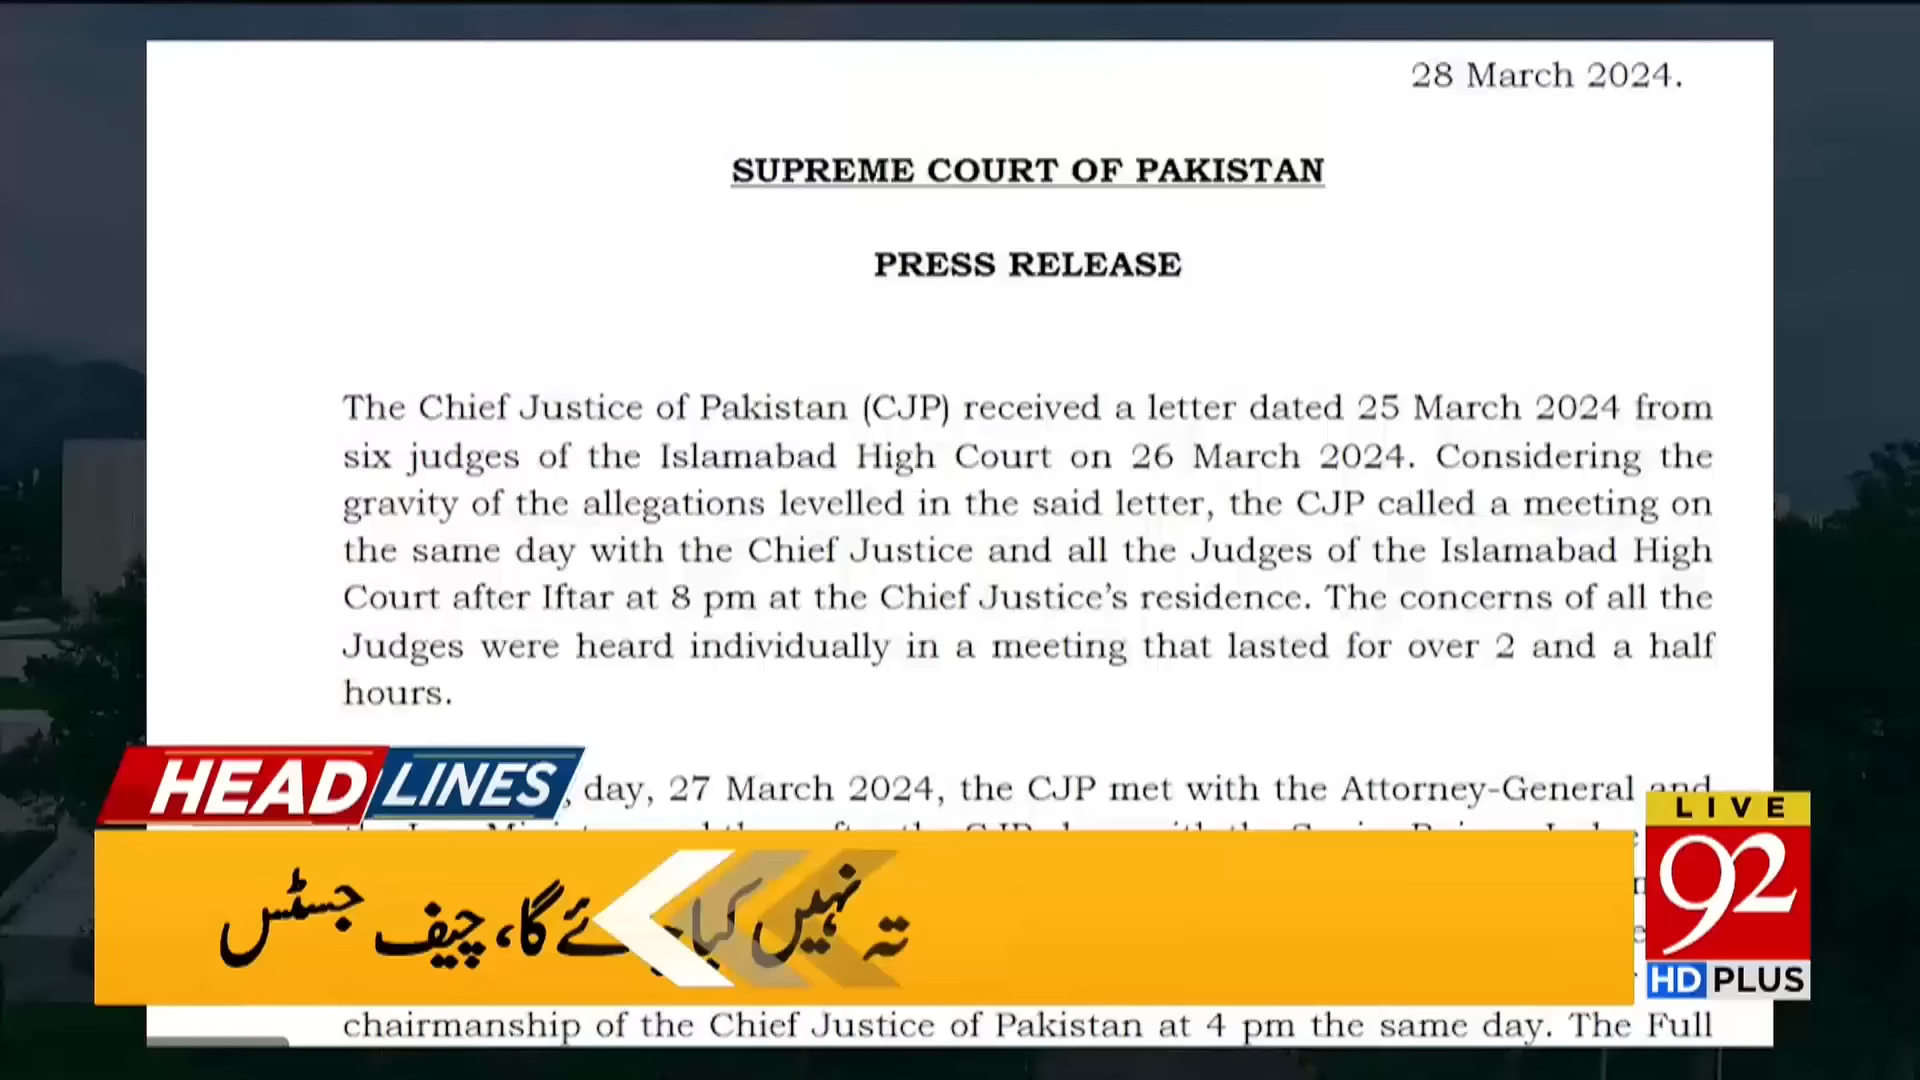 28 March 2024.
SUPREME COURT OF PAKISTAN
PRESS RELEASE
The Chief Justice of Pakistan (CJP) received a letter dated 25 March 2024 from
six judges of the Islamabad High Court on 26 March 2024. Considering the
gravity of the allegations levelled in the said letter, the CJP called a meeting on
the same day with the Chief Justice and all the Judges of the Islamabad High
Court after Iftar at 8 pm at the Chief Justice's residence. The concerns of all the
Judges were heard individually in a meeting that lasted for over 2 and a half
hours.
HEADLINES
day, 27 March 2024, the CJP met with the Attorney-General and
LIVE
92
HD PLUS
نہیں کیا گا، چیف جسٹس
chairmanship of the Chief Justice of Pakistan at 4 pm the same day. The Full